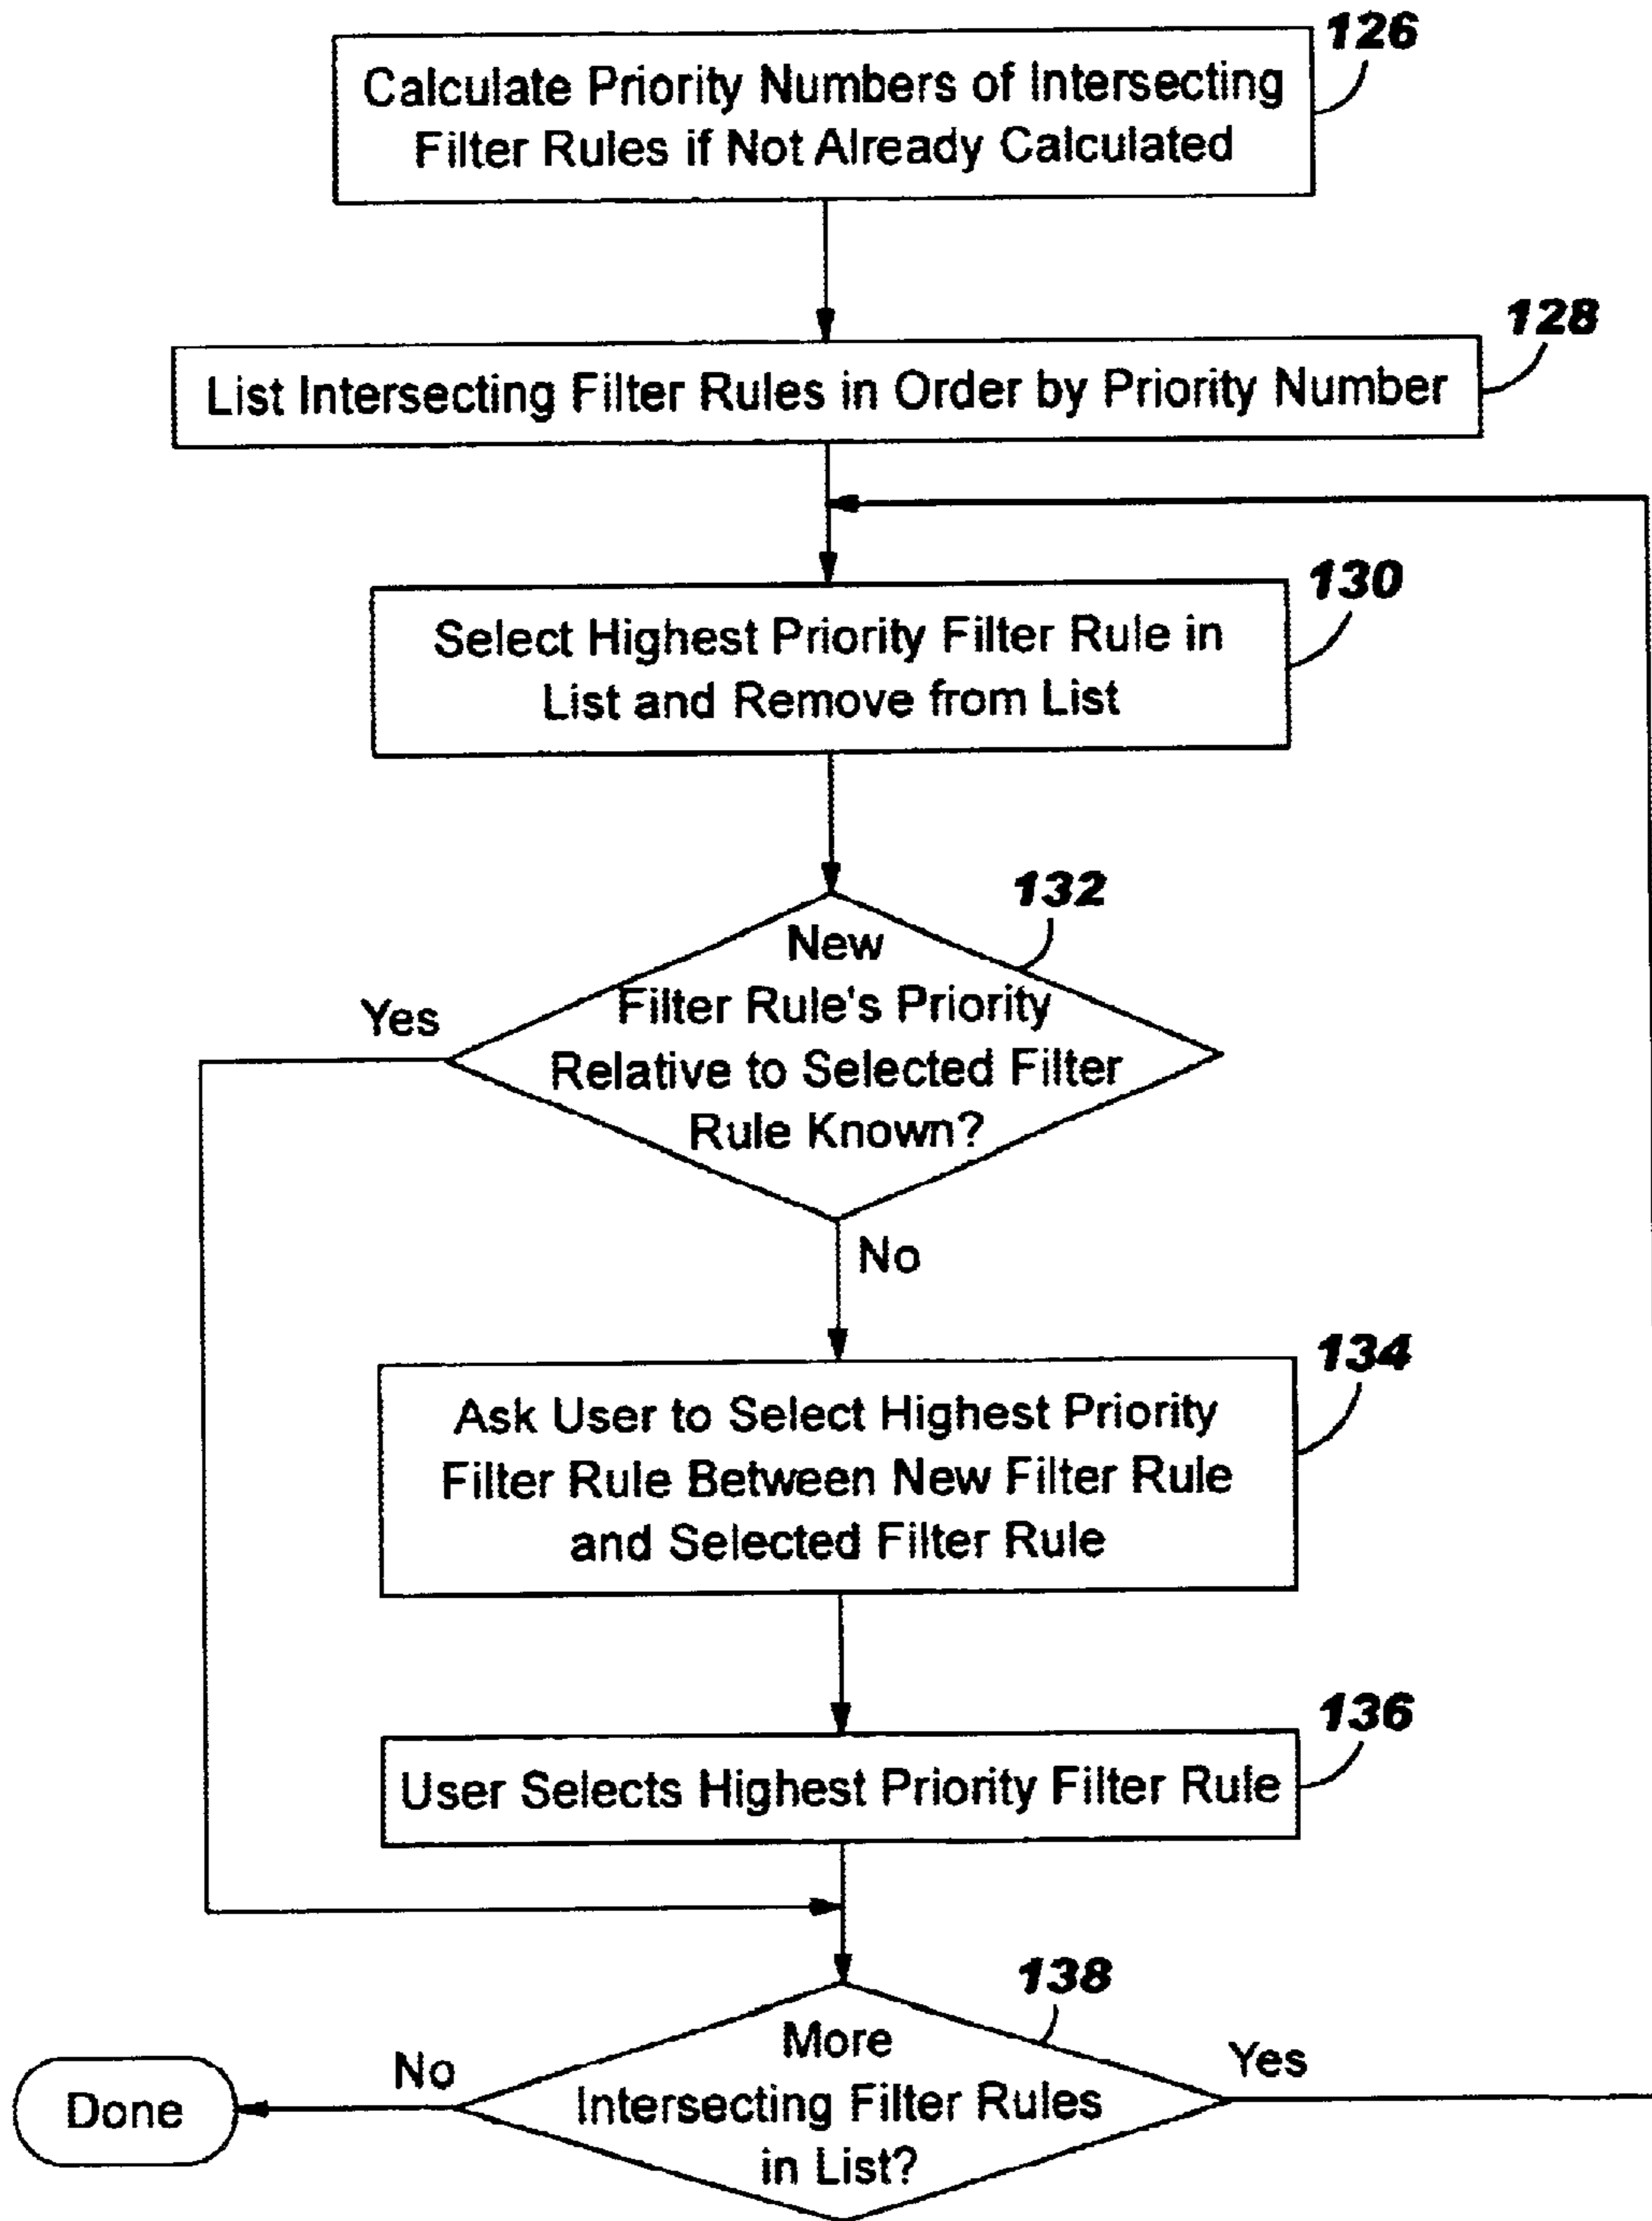 126
Calculate Priority Numbers of Intersecting
Filter Rules if Not Already Calculated
128
List Intersecting Filter Rules in Order by Priority Number
130
Select Highest Priority Filter Rule in
List and Remove from List
132
New
Filter Rule's Priority
Relative to Selected Filter
Rule Known?
Yes
No
134
Ask User to Select Highest Priority
Filter Rule Between New Filter Rule
and Selected Filter Rule
136
User Selects Highest Priority Filter Rule
138
More
Intersecting Filter Rules
in List?
No
Yes
Done